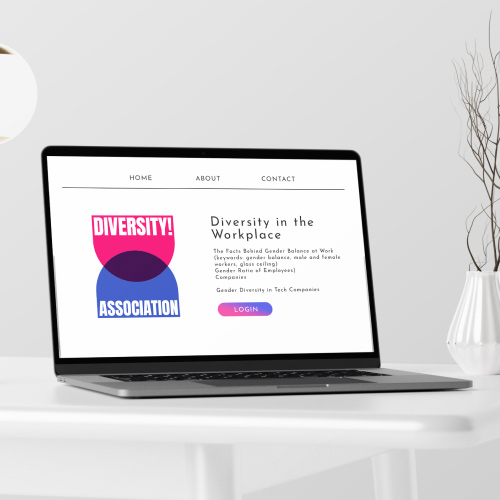 HOME ABOUT CONTACT
DIVERSITY!
ASSOCIATION
Diversity in the
Workplace
The Facts Behind Gender Balance at Work
(keywords: gender balance, male and female
workers, glass ceiling)
Gender Ratio of Employees)
Companies
Gender Diversity in Tech Companies
LOGIN